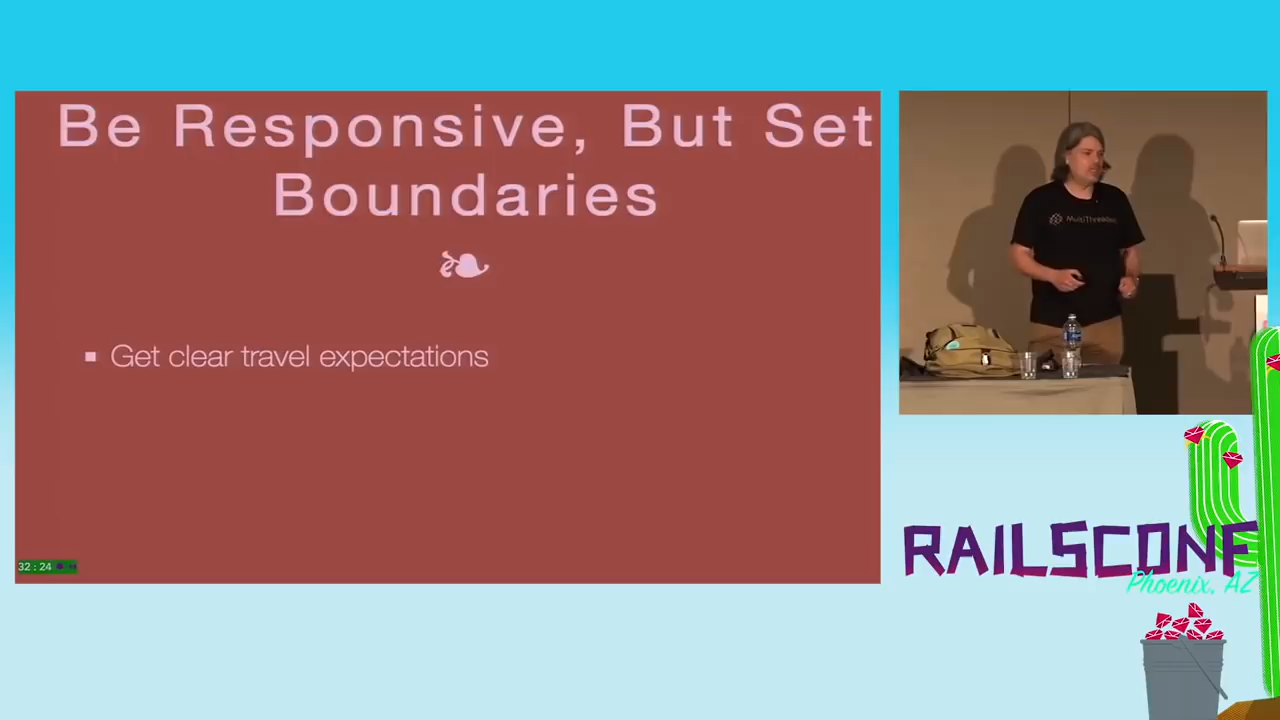 Be Responsive, But Set
Boundaries
Get clear travel expectations
32:24
RAILSCONF
Phoenix, AZ